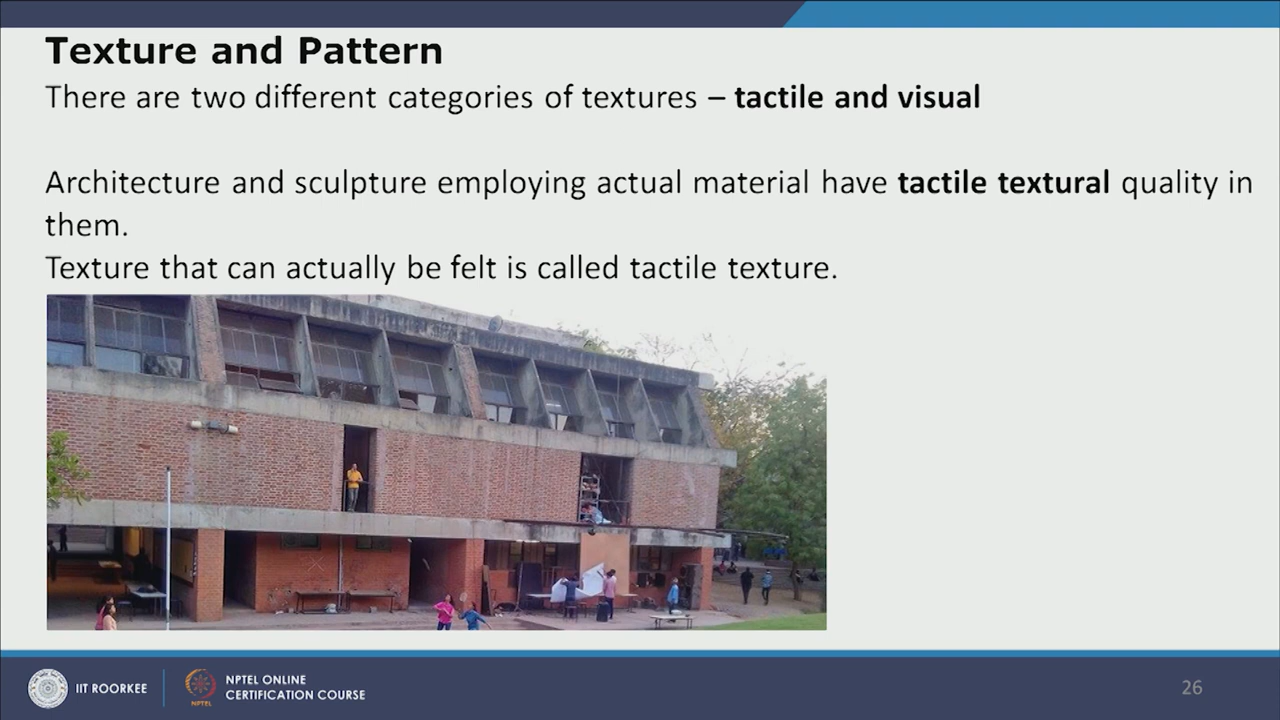 Texture and Pattern
There are two different categories of textures – tactile and visual
Architecture and sculpture employing actual material have tactile textural quality in
them.
Texture that can actually be felt is called tactile texture.
IIT ROORKEE
NPTEL
NPTEL ONLINE
CERTIFICATION COURSE
26